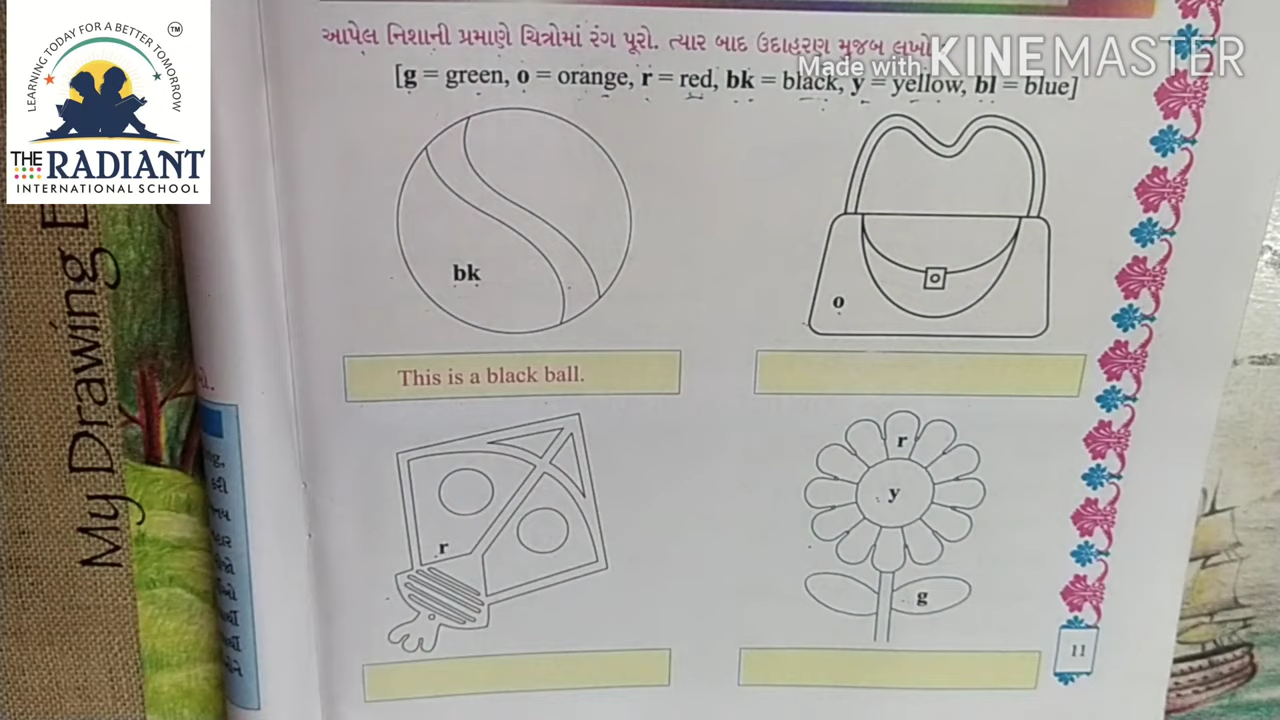 LEARNING TODAY FOR A BETTER TOMORROW
TM
THE RADIANT
INTERNATIONAL SCHOOL
આપેલ નિશાની પ્રમાણે ચિત્રોમાં રંગ પૂરો. ત્યાર બાદ ઉદાહરણ મુજબ લખો
Made with KINEMASTER
[g = green, o = orange, r = red, bk = black, y = yellow, bl = blue]
bk
o
This is a black ball.
r
r
y
g
11
My Drawing